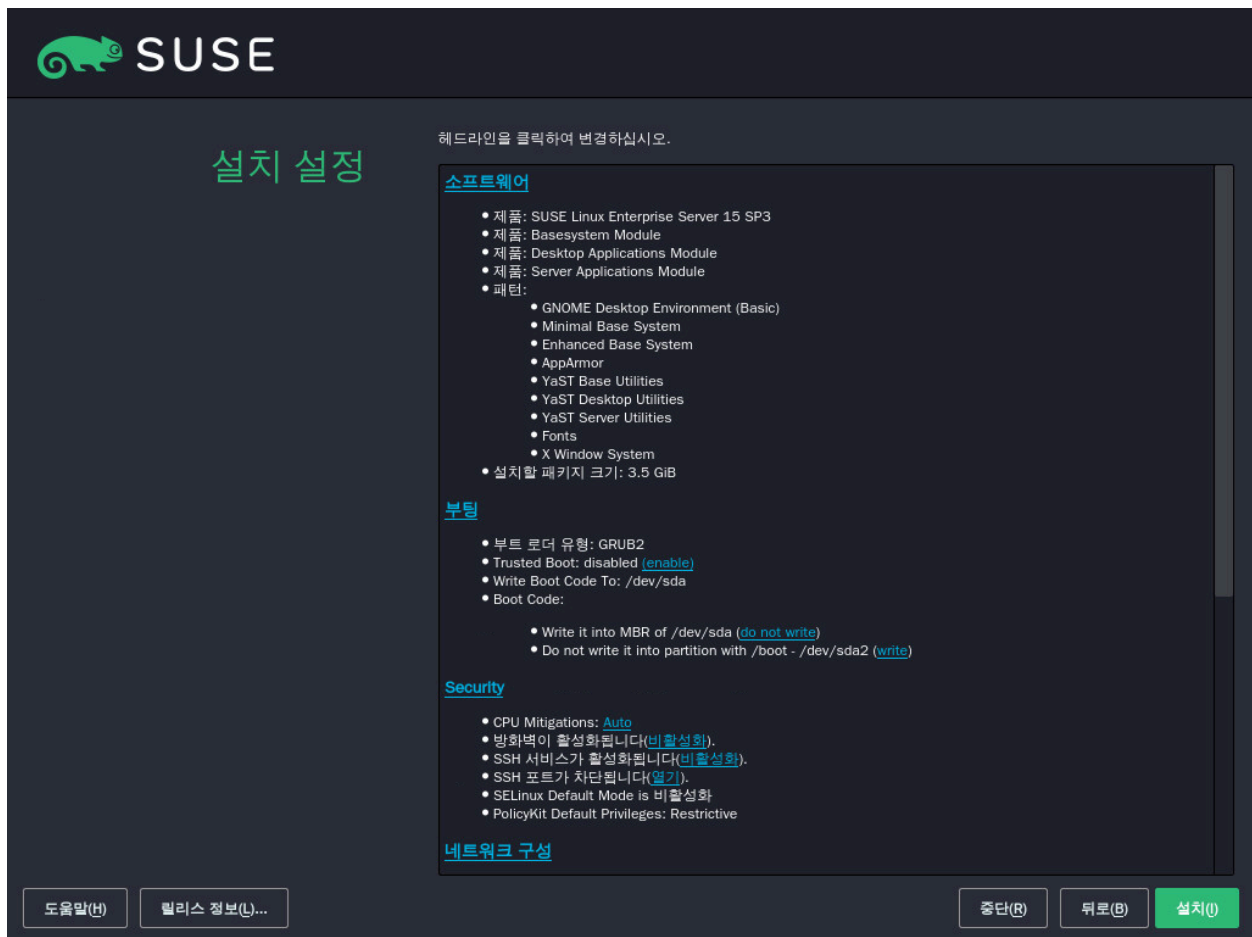 SUSE
설치 설정
헤드라인을 클릭하여 변경하십시오.
소프트웨어
• 제품: SUSE Linux Enterprise Server 15 SP3
• 제품: Basesystem Module
• 제품: Desktop Applications Module
• 제품: Server Applications Module
• 패턴:
• GNOME Desktop Environment (Basic)
• Minimal Base System
• Enhanced Base System
• AppArmor
• YaST Base Utilities
• YaST Desktop Utilities
• YaST Server Utilities
• Fonts
• X Window System
• 설치할 패키지 크기: 3.5 GiB
부팅
• 부트 로더 유형: GRUB2
• Trusted Boot: disabled (enable)
• Write Boot Code To: /dev/sda
• Boot Code:
• Write it into MBR of /dev/sda (do not write)
• Do not write it into partition with /boot - /dev/sda2 (write)
Security
• CPU Mitigations: Auto
• 방화벽이 활성화됩니다(비활성화).
• SSH 서비스가 활성화됩니다(비활성화).
• SSH 포트가 차단됩니다(열기).
• SELinux Default Mode is 비활성화
• PolicyKit Default Privileges: Restrictive
네트워크 구성
도움말(H) 릴리스 정보(L)... 중단(R) 뒤로(B) 설치(I)